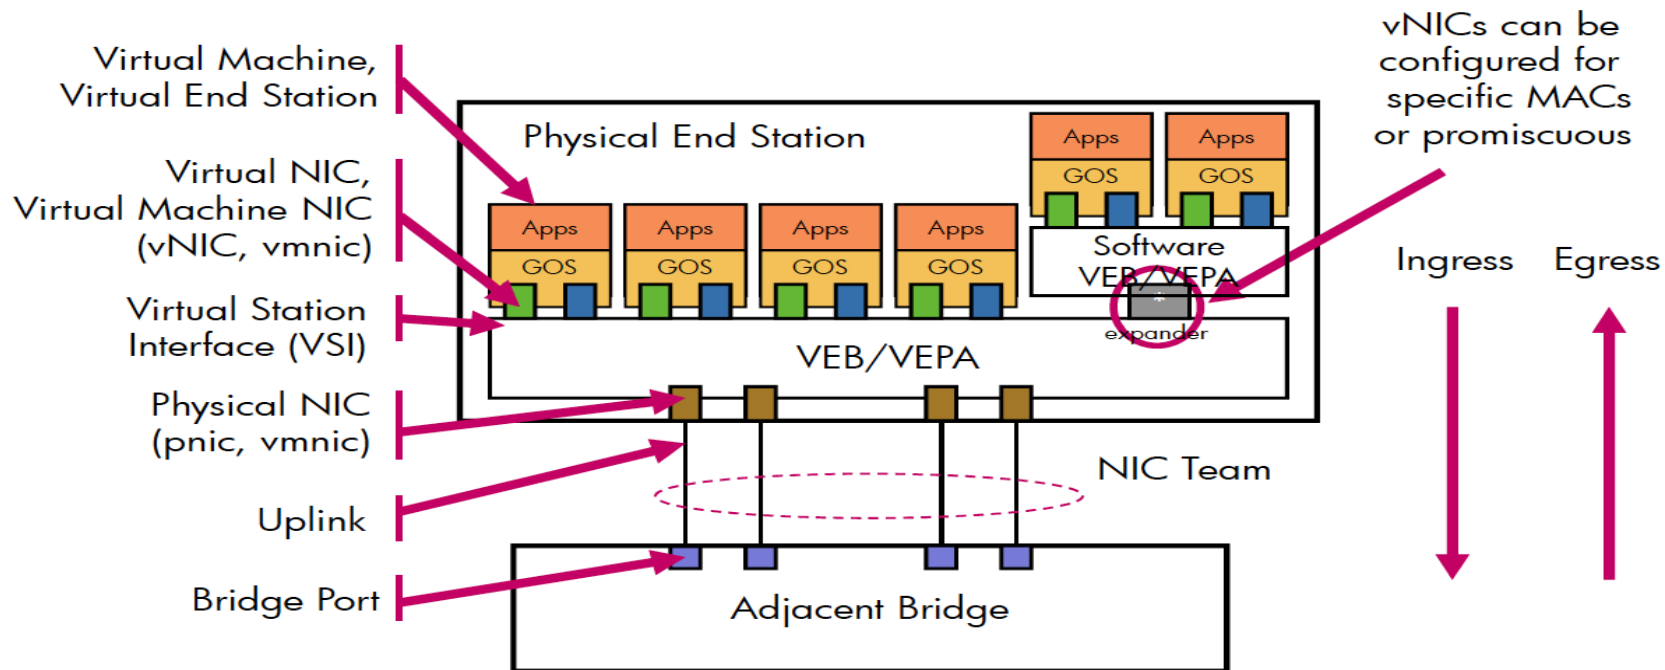 Virtual Machine,
Virtual End Station
Virtual NIC,
Virtual Machine NIC
(vNIC, vmnic)
Virtual Station
Interface (VSI)
Physical NIC
(pnic, vmnic)
Uplink
Bridge Port
Physical End Station
Apps
GOS
Apps
GOS
Apps
GOS
Apps
GOS
Apps
GOS
Apps
GOS
Software
VEB/VEPA
*
expander
VEB/VEPA
NIC Team
Adjacent Bridge
vNICs can be
configured for
specific MACs
or promiscuous
Ingress
Egress